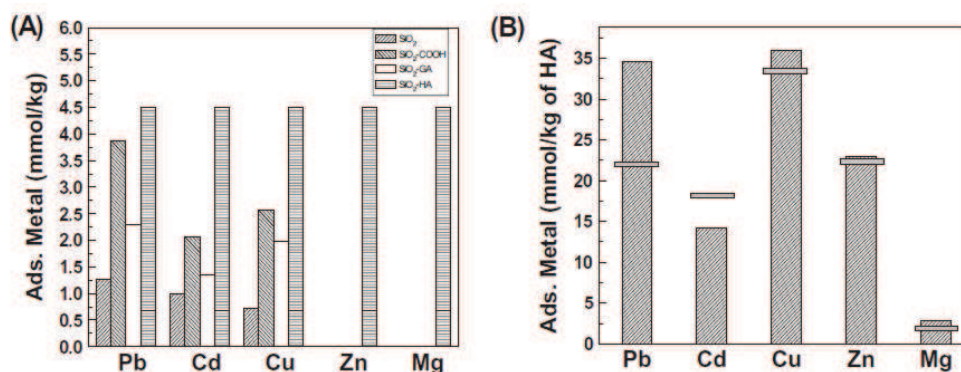 (A)
Ads. Metal (mmol/kg)
6.0
5.5
5.0
4.5
4.0
3.5
3.0
2.5
2.0
1.5
1.0
0.5
0.0
SiO2
SiO2-COOH
SiO2-GA
SiO2-HA
Pb Cd Cu Zn Mg
(B)
Ads. Metal (mmol/kg of HA)
35
30
25
20
15
10
5
0
Pb Cd Cu Zn Mg